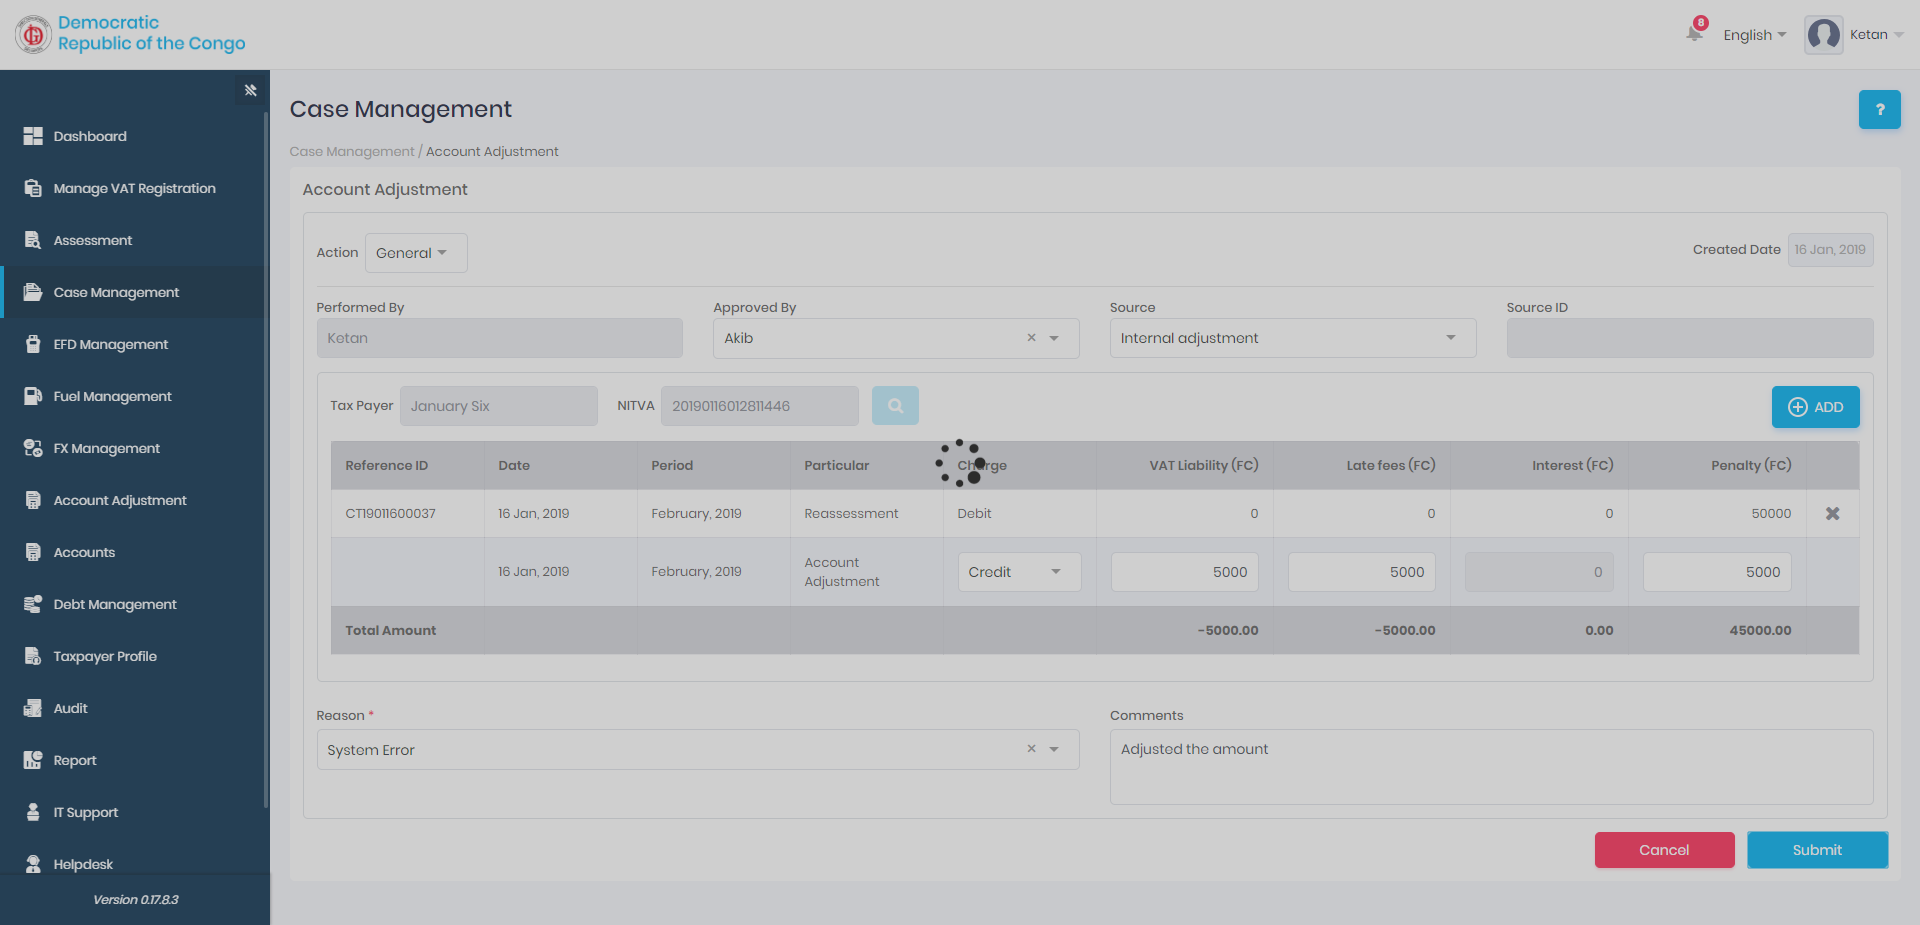 Democratic
Republic of the Congo
8
English
Ketan
Dashboard
Manage VAT Registration
Assessment
Case Management
EFD Management
Fuel Management
FX Management
Account Adjustment
Accounts
Debt Management
Taxpayer Profile
Audit
Report
IT Support
Helpdesk
Version 0.17.8.3
Case Management
?
Case Management / Account Adjustment
Account Adjustment
Action General
Created Date 16 Jan, 2019
Performed By Approved By Source Source ID
Ketan Akib × Internal adjustment
Tax Payer January Six NITVA 20190116012811446 ADD
Reference ID Date Period Particular Charge VAT Liability (FC) Late fees (FC) Interest (FC) Penalty (FC)
CT19011600037 16 Jan, 2019 February, 2019 Reassessment Debit 0 0 0 50000
16 Jan, 2019 February, 2019 Account Adjustment Credit 5000 5000 0 5000
Total Amount -5000.00 -5000.00 0.00 45000.00
Reason * Comments
System Error × Adjusted the amount
Cancel Submit